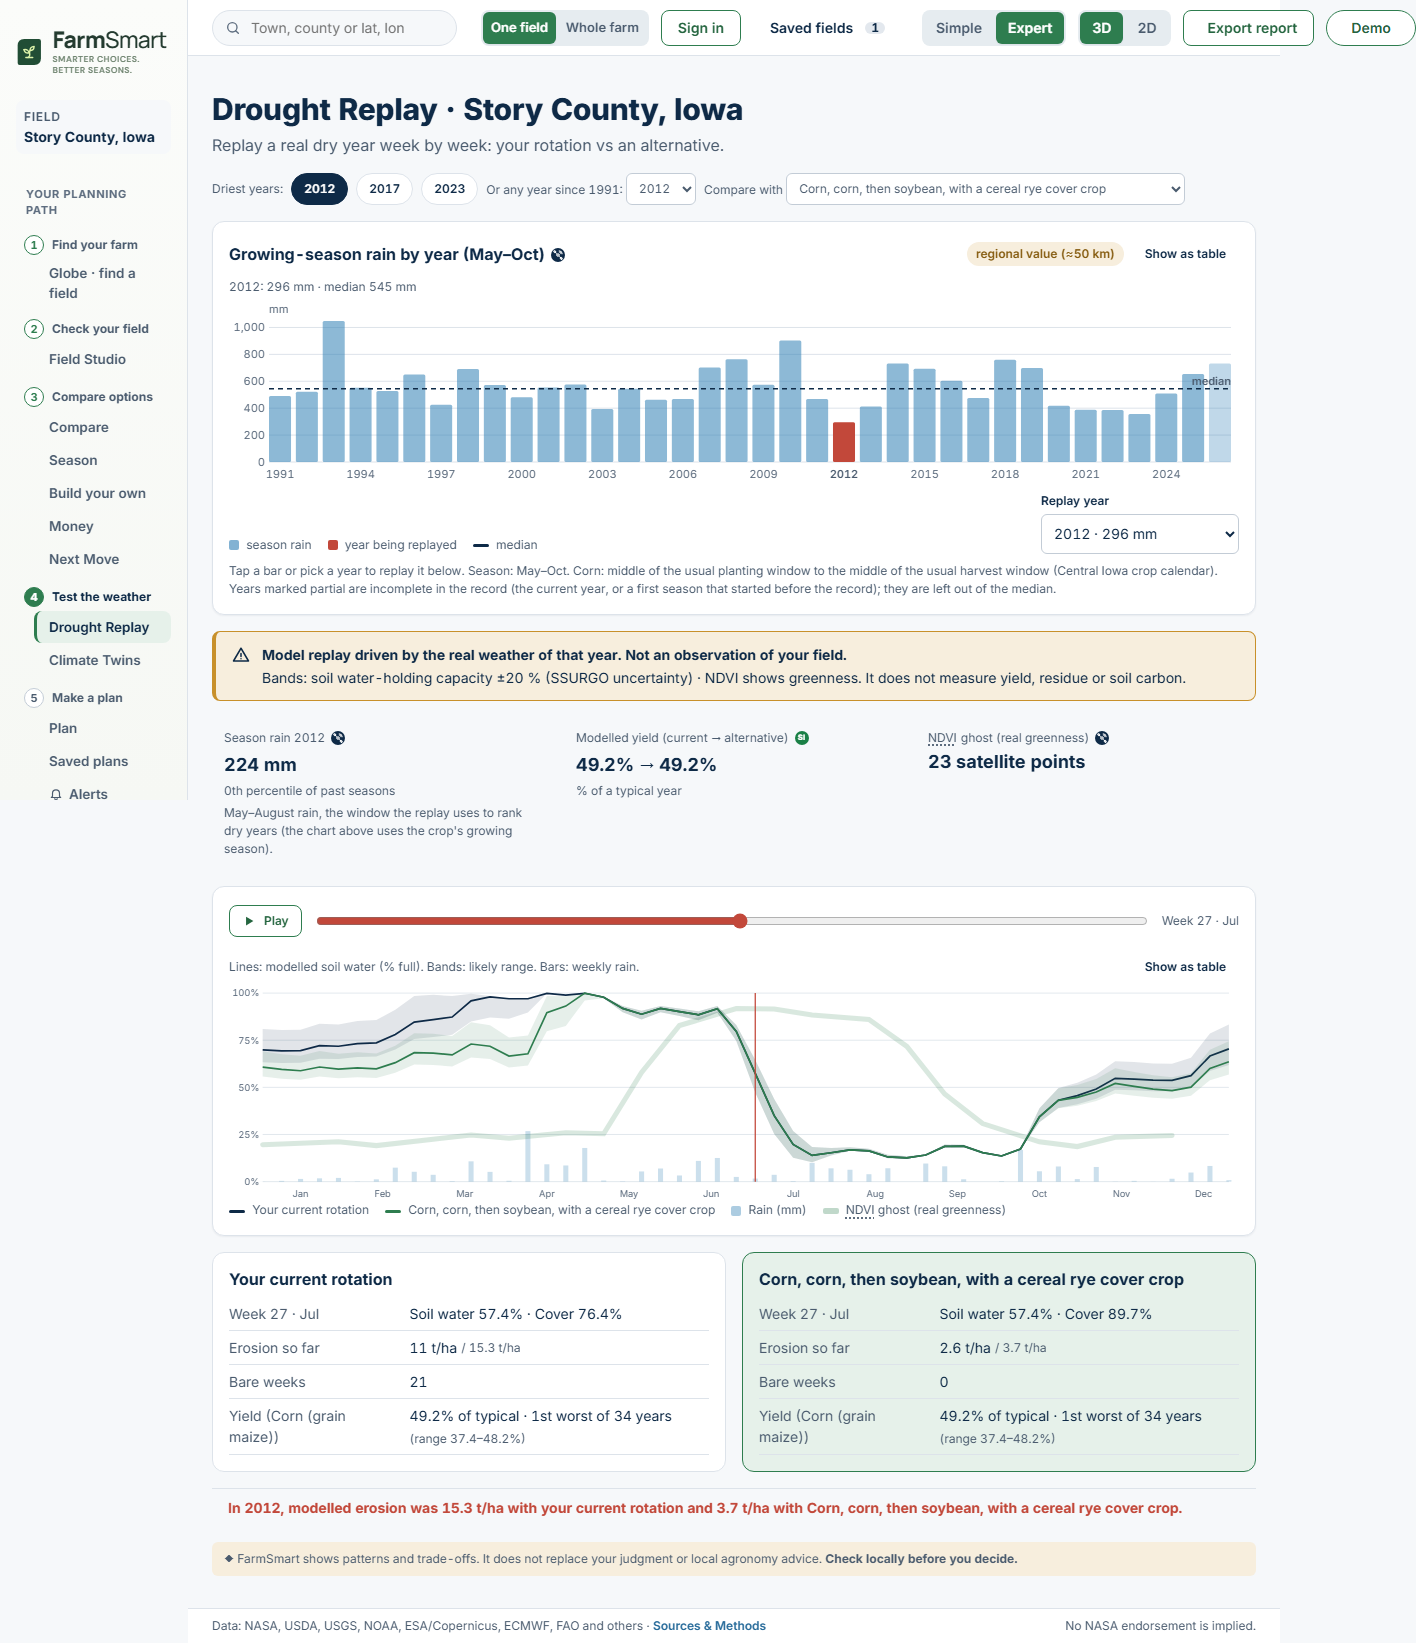 FarmSmart
SMARTER CHOICES.
BETTER SEASONS.
Town, county or lat, lon
One field
Whole farm
Sign in
Saved fields 1
Simple
Expert
3D
2D
Export report
Demo
FIELD
Story County, Iowa
YOUR PLANNING
PATH
1 Find your farm
Globe · find a
field
2 Check your field
Field Studio
3 Compare options
Compare
Season
Build your own
Money
Next Move
4 Test the weather
Drought Replay
Climate Twins
5 Make a plan
Plan
Saved plans
Alerts
Drought Replay · Story County, Iowa
Replay a real dry year week by week: your rotation vs an alternative.
Driest years: 2012 2017 2023 Or any year since 1991: 2012 Compare with Corn, corn, then soybean, with a cereal rye cover crop
Growing-season rain by year (May–Oct)
regional value (≈50 km)
Show as table
2012: 296 mm · median 545 mm
mm
1,000
800
600
400
200
0
median
1991 1994 1997 2000 2003 2006 2009 2012 2015 2018 2021 2024
Replay year
2012 · 296 mm
season rain year being replayed median
Tap a bar or pick a year to replay it below. Season: May–Oct. Corn: middle of the usual planting window to the middle of the usual harvest window (Central Iowa crop calendar).
Years marked partial are incomplete in the record (the current year, or a first season that started before the record); they are left out of the median.
Model replay driven by the real weather of that year. Not an observation of your field.
Bands: soil water-holding capacity ±20 % (SSURGO uncertainty) · NDVI shows greenness. It does not measure yield, residue or soil carbon.
Season rain 2012
224 mm
0th percentile of past seasons
May–August rain, the window the replay uses to rank
dry years (the chart above uses the crop's growing
season).
Modelled yield (current → alternative) SI
49.2% → 49.2%
% of a typical year
NDVI ghost (real greenness)
23 satellite points
Play
Week 27 · Jul
Lines: modelled soil water (% full). Bands: likely range. Bars: weekly rain.
Show as table
100%
75%
50%
25%
0%
Jan Feb Mar Apr May Jun Jul Aug Sep Oct Nov Dec
Your current rotation Corn, corn, then soybean, with a cereal rye cover crop Rain (mm) NDVI ghost (real greenness)
Your current rotation
Week 27 · Jul Soil water 57.4% · Cover 76.4%
Erosion so far 11 t/ha / 15.3 t/ha
Bare weeks 21
Yield (Corn (grain
maize)) 49.2% of typical · 1st worst of 34 years
(range 37.4–48.2%)
Corn, corn, then soybean, with a cereal rye cover crop
Week 27 · Jul Soil water 57.4% · Cover 89.7%
Erosion so far 2.6 t/ha / 3.7 t/ha
Bare weeks 0
Yield (Corn (grain
maize)) 49.2% of typical · 1st worst of 34 years
(range 37.4–48.2%)
In 2012, modelled erosion was 15.3 t/ha with your current rotation and 3.7 t/ha with Corn, corn, then soybean, with a cereal rye cover crop.
FarmSmart shows patterns and trade-offs. It does not replace your judgment or local agronomy advice. Check locally before you decide.
Data: NASA, USDA, USGS, NOAA, ESA/Copernicus, ECMWF, FAO and others · Sources & Methods
No NASA endorsement is implied.